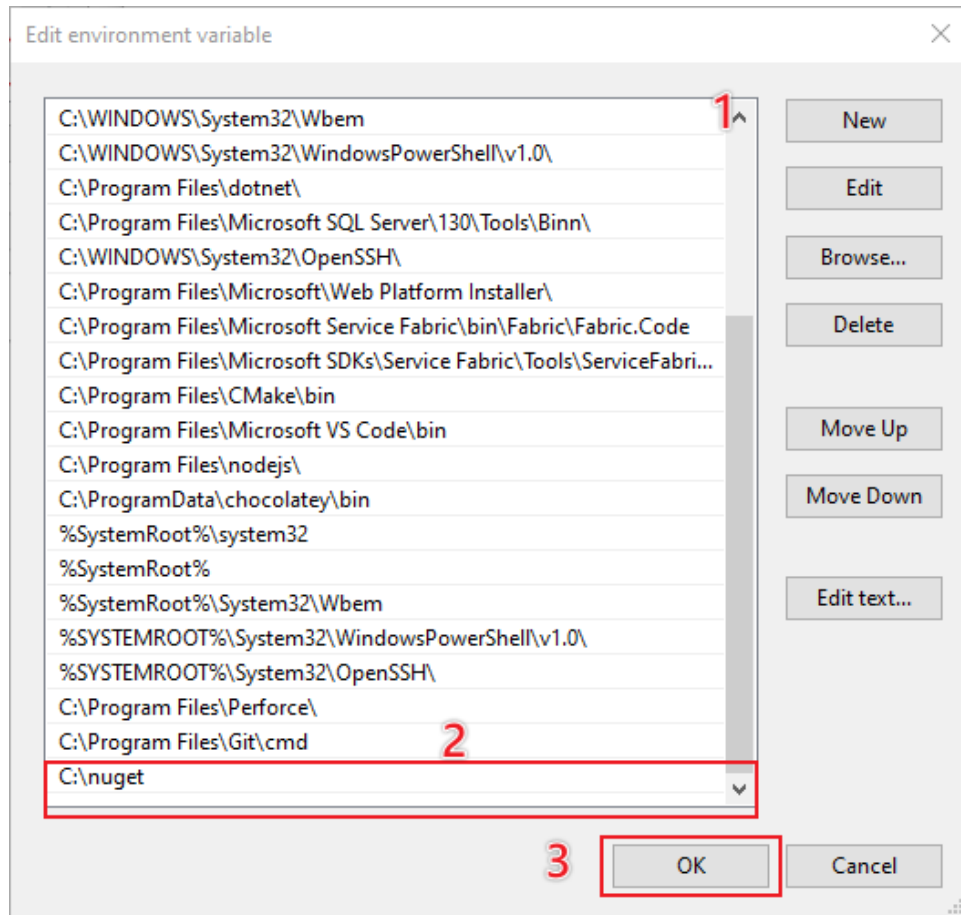 Edit environment variable
1
C:\WINDOWS\System32\Wbem
New
C:\WINDOWS\System32\WindowsPowerShell\v1.0\
C:\Program Files\dotnet\
Edit
C:\Program Files\Microsoft SQL Server\130\Tools\Binn\
C:\WINDOWS\System32\OpenSSH\
Browse...
C:\Program Files\Microsoft\Web Platform Installer\
C:\Program Files\Microsoft Service Fabric\bin\Fabric\Fabric.Code
Delete
C:\Program Files\Microsoft SDKs\Service Fabric\Tools\ServiceFabri...
C:\Program Files\CMake\bin
C:\Program Files\Microsoft VS Code\bin
Move Up
C:\Program Files\nodejs\
C:\ProgramData\chocolatey\bin
Move Down
%SystemRoot%\system32
%SystemRoot%
%SystemRoot%\System32\Wbem
Edit text...
%SYSTEMROOT%\System32\WindowsPowerShell\v1.0\
%SYSTEMROOT%\System32\OpenSSH\
C:\Program Files\Perforce\
C:\Program Files\Git\cmd
2
C:\nuget
3
OK
Cancel